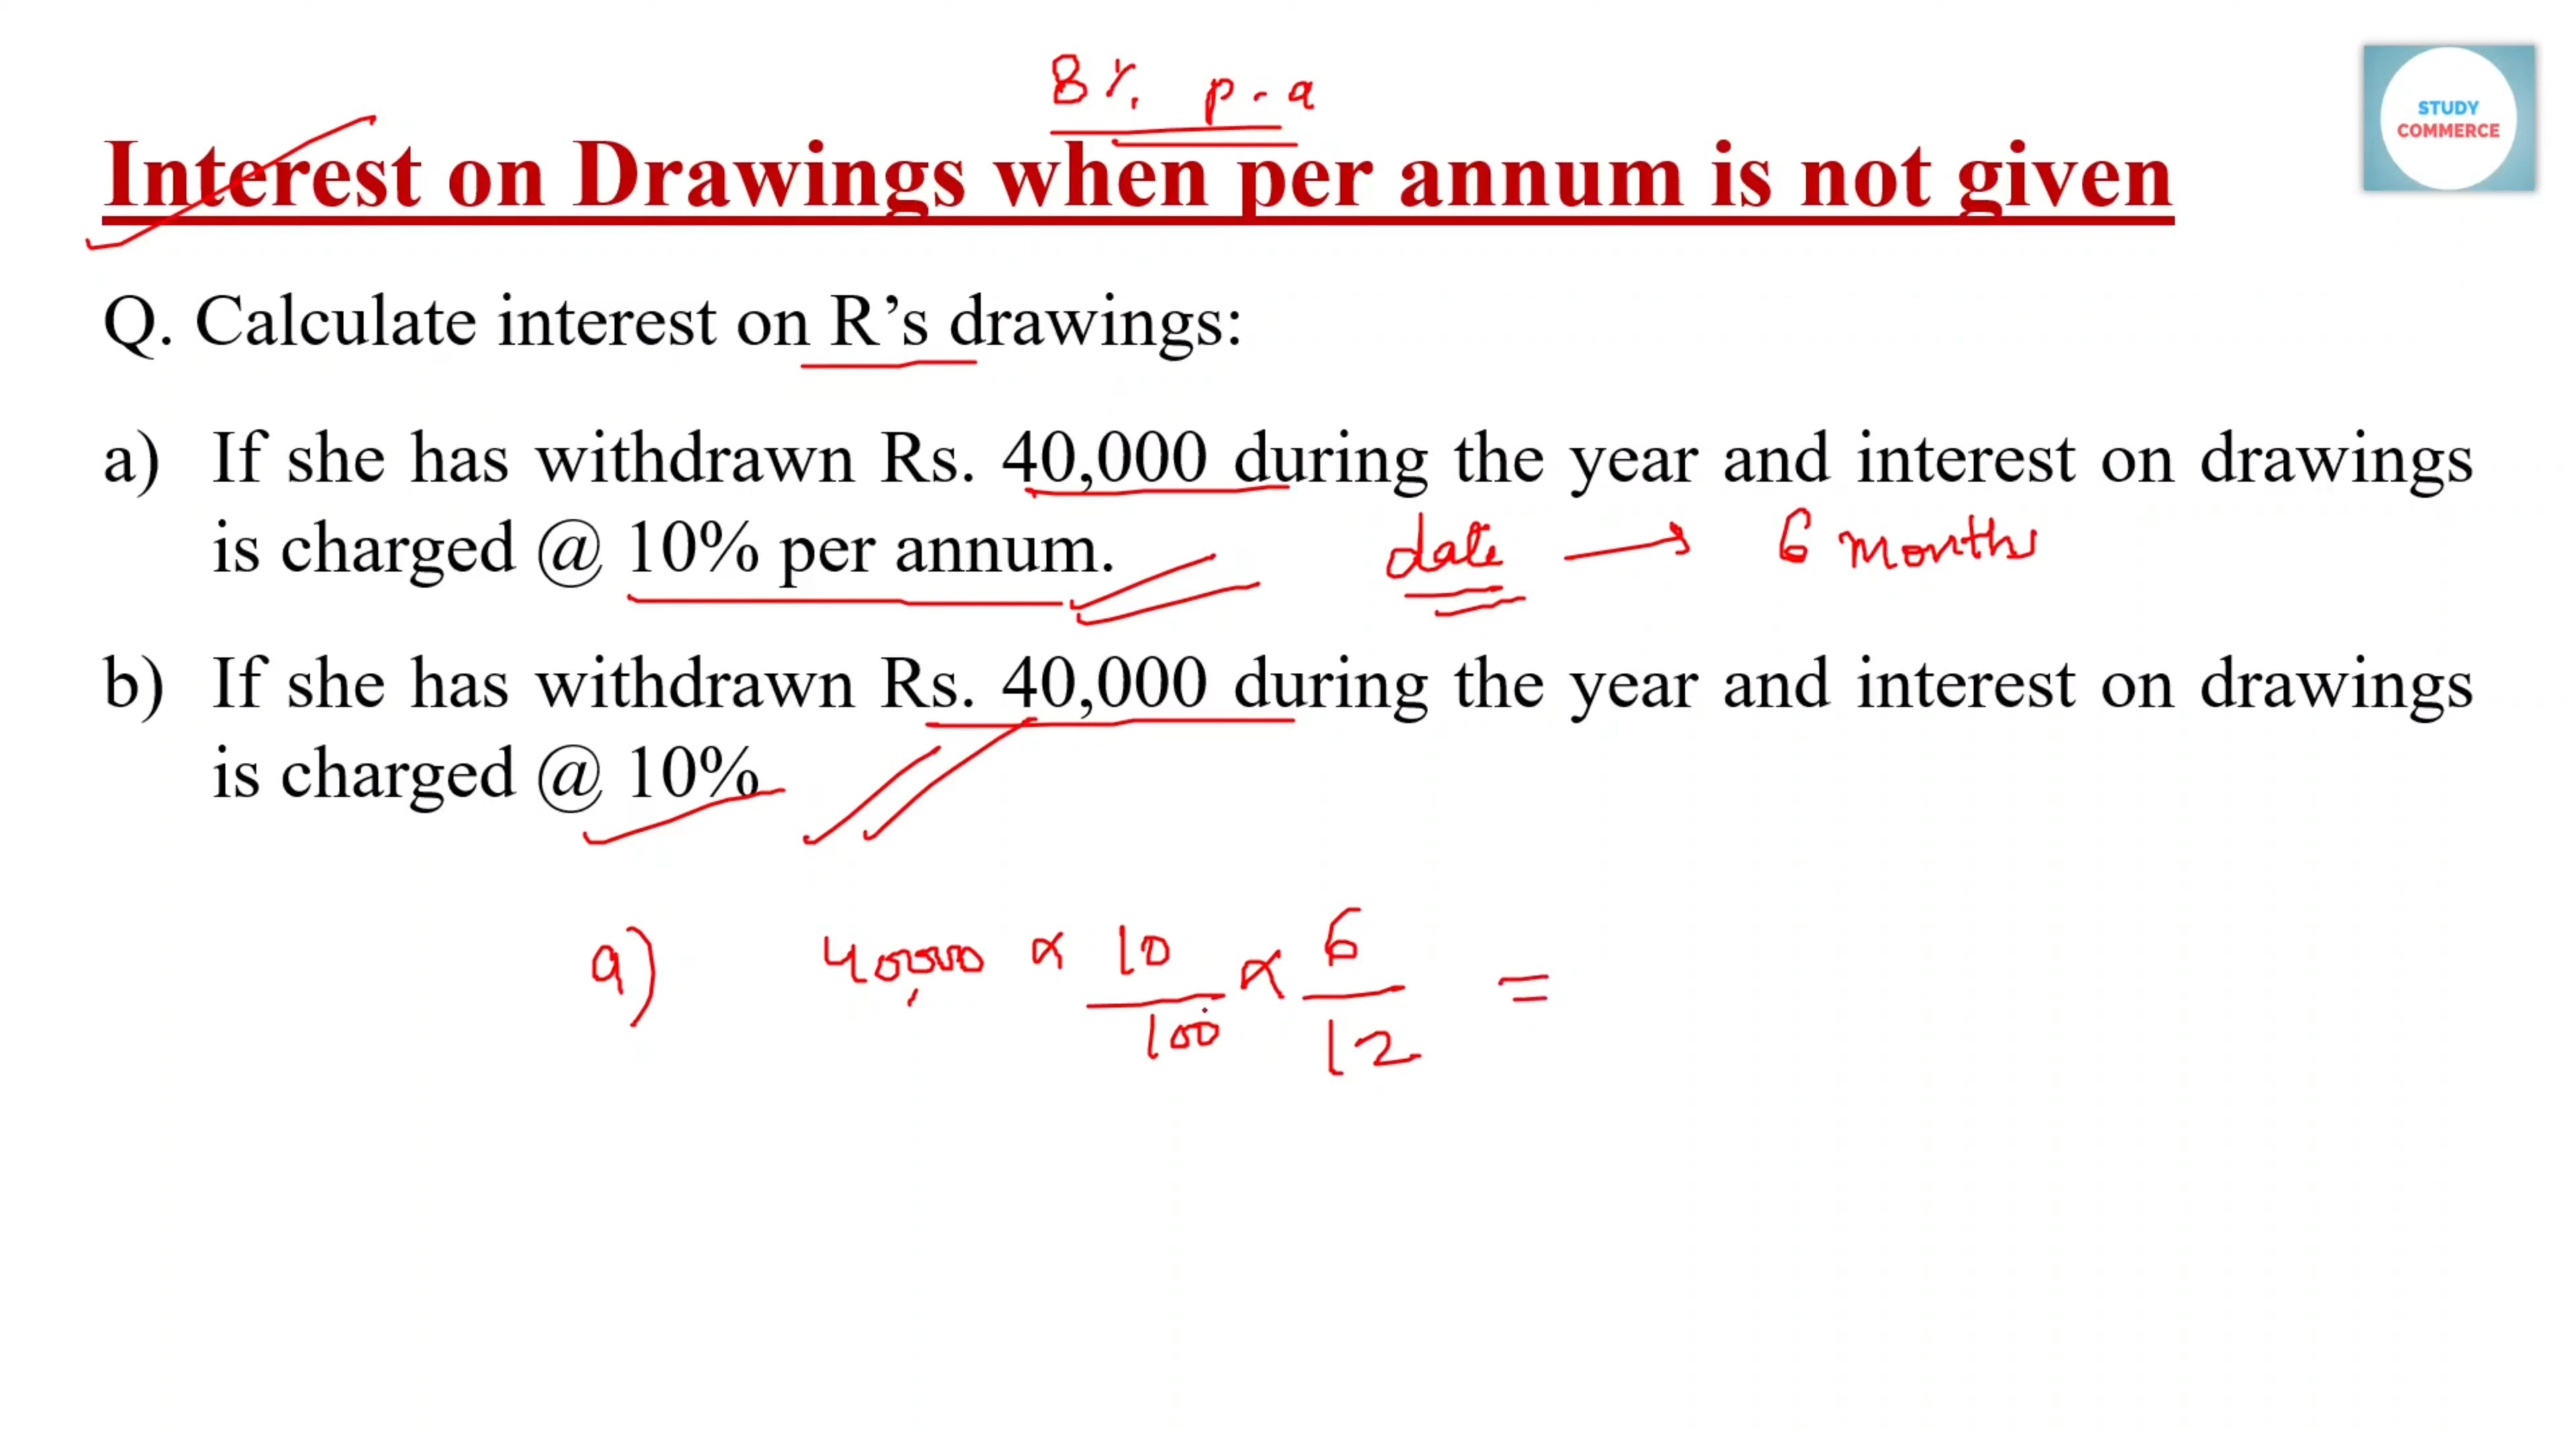 8% p.a
STUDY
COMMERCE
Interest on Drawings when per annum is not given
Q. Calculate interest on R’s drawings:
a) If she has withdrawn Rs. 40,000 during the year and interest on drawings
is charged @ 10% per annum.
date → 6 months
b) If she has withdrawn Rs. 40,000 during the year and interest on drawings
is charged @ 10%
a) 40,000 × 10/100 × 6/12 =